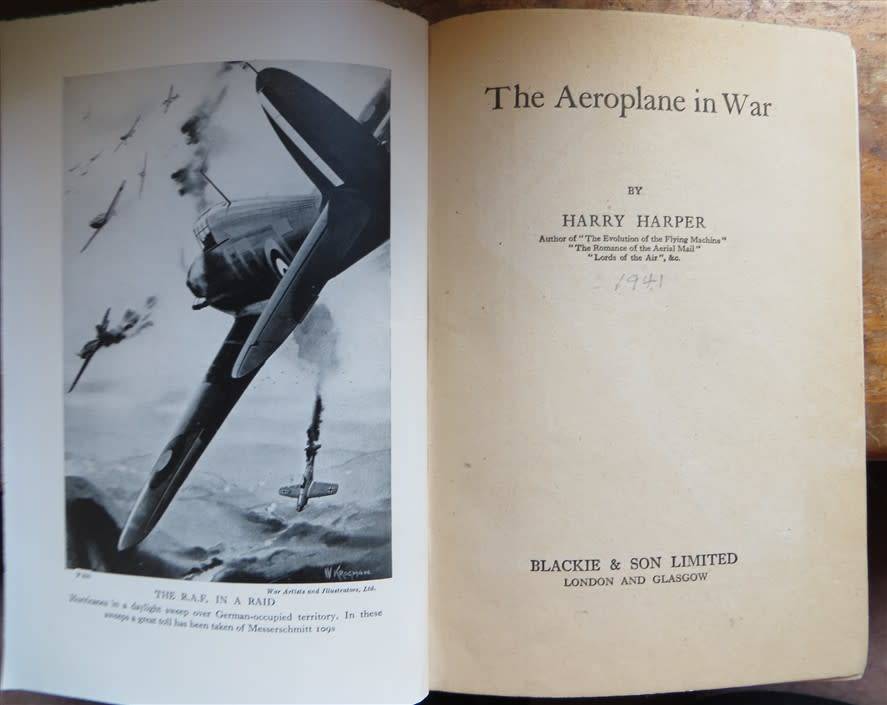 W KROGMAN
War Artists and Illustrators, Ltd.
THE R.A.F. IN A RAID
Hurricanes in a daylight sweep over German-occupied territory. In these
sweeps a great toll has been taken of Messerschmitt 109s
The Aeroplane in War
BY
HARRY HARPER
Author of "The Evolution of the Flying Machine"
"The Romance of the Aerial Mail"
"Lords of the Air", &c.
1941
BLACKIE & SON LIMITED
LONDON AND GLASGOW